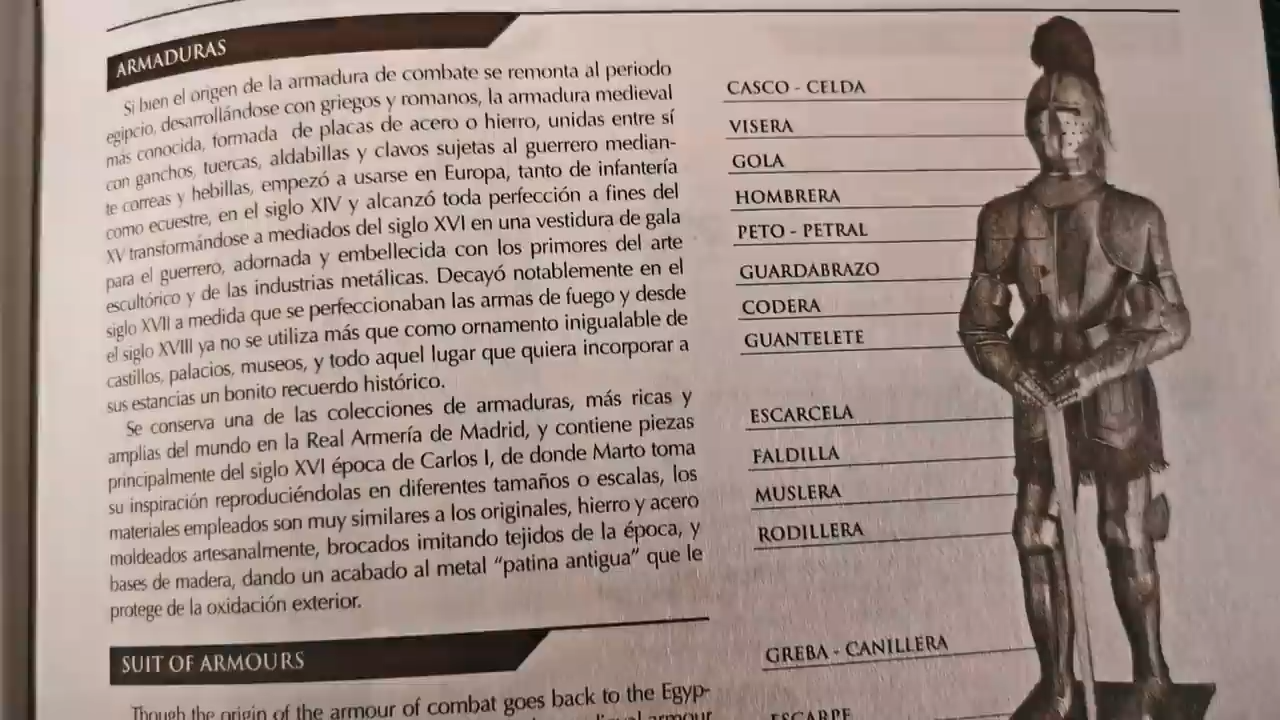 ARMADURAS
Si bien el origen de la armadura de combate se remonta al periodo
egipcio, desarrollándose con griegos y romanos, la armadura medieval
más conocida, formada de placas de acero o hierro, unidas entre sí
con ganchos, tuercas, aldabillas y clavos sujetas al guerrero median-
te correas y hebillas, empezó a usarse en Europa, tanto de infantería
como ecuestre, en el siglo XIV y alcanzó toda perfección a fines del
XV transformándose a mediados del siglo XVI en una vestidura de gala
para el guerrero, adornada y embellecida con los primores del arte
escultórico y de las industrias metálicas. Decayó notablemente en el
siglo XVII a medida que se perfeccionaban las armas de fuego y desde
el siglo XVIII ya no se utiliza más que como ornamento inigualable de
castillos, palacios, museos, y todo aquel lugar que quiera incorporar a
sus estancias un bonito recuerdo histórico.
Se conserva una de las colecciones de armaduras, más ricas y
amplias del mundo en la Real Armería de Madrid, y contiene piezas
principalmente del siglo XVI época de Carlos I, de donde Marto toma
su inspiración reproduciéndolas en diferentes tamaños o escalas, los
materiales empleados son muy similares a los originales, hierro y acero
moldeados artesanalmente, brocados imitando tejidos de la época, y
bases de madera, dando un acabado al metal "patina antigua" que le
protege de la oxidación exterior.
SUIT OF ARMOURS
Though the origin of the armour of combat goes back to the Egyp-
armour
CASCO - CELDA
VISERA
GOLA
HOMBRERA
PETO - PETRAL
GUARDABRAZO
CODERA
GUANTELETE
ESCARCELA
FALDILLA
MUSLERA
RODILLERA
GREBA - CANILLERA
ESCARPE